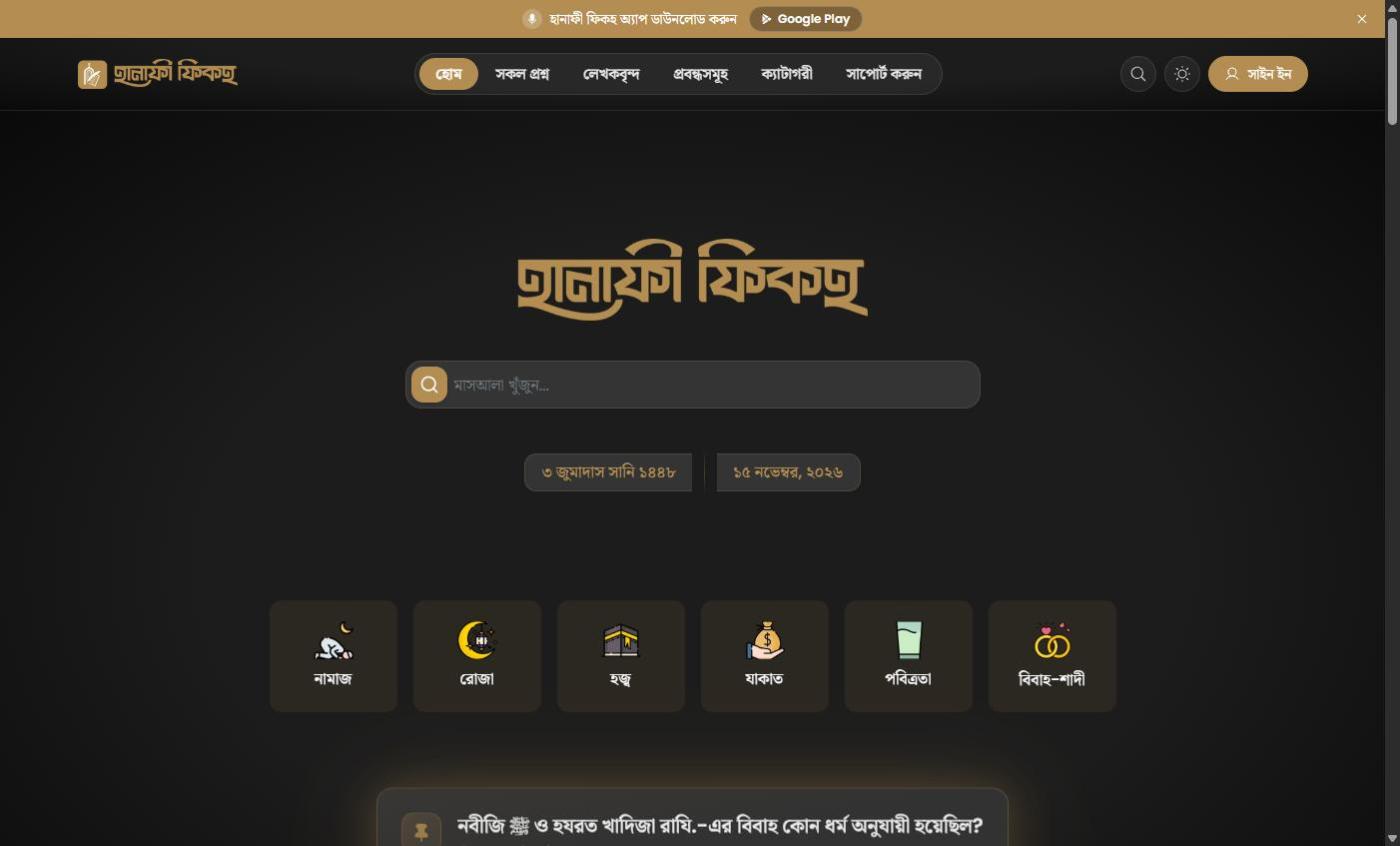 হানাফী ফিকহ অ্যাপ ডাউনলোড করুন Google Play
হানাফী ফিকহ হোম সকল প্রশ্ন লেখকবৃন্দ প্রবন্ধসমূহ ক্যাটাগরী সাপোর্ট করুন সাইন ইন
হানাফী ফিকহ
মাসআলা খুঁজুন...
৩ জুমাদাস সানি ১৪৪৮ ১৫ নভেম্বর, ২০২৬
নামাজ রোজা হজ্ব যাকাত পবিত্রতা বিবাহ-শাদী
নবীজি ﷺ ও হযরত খাদিজা রাযি.-এর বিবাহ কোন ধর্ম অনুযায়ী হয়েছিল?